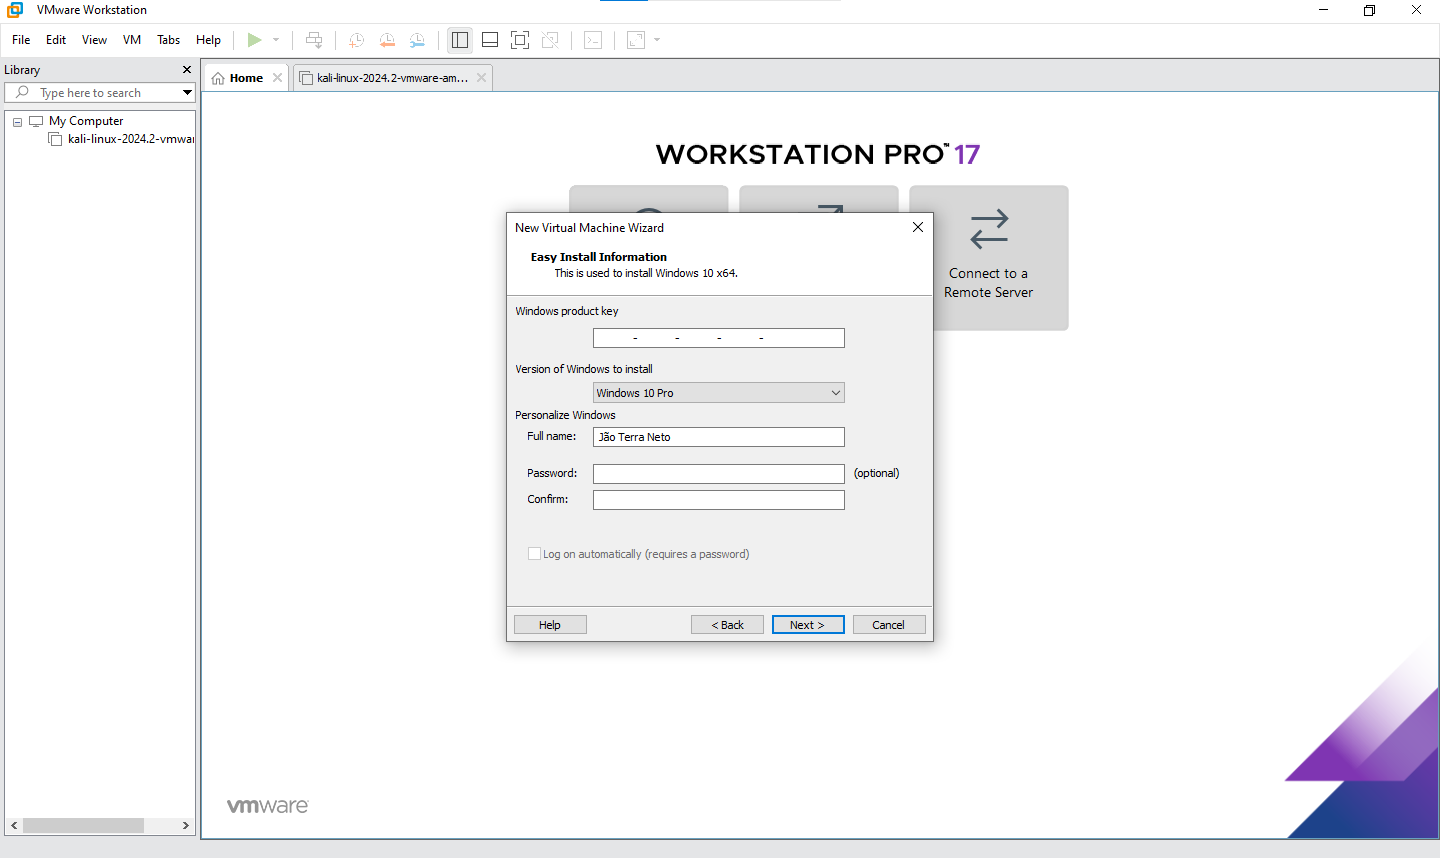 VMware Workstation
File Edit View VM Tabs Help
Library
Type here to search
My Computer
kali-linux-2024.2-vmwar
Home
kali-linux-2024.2-vmware-am...
WORKSTATION PRO™ 17
Connect to a
Remote Server
New Virtual Machine Wizard
Easy Install Information
This is used to install Windows 10 x64.
Windows product key
- - - -
Version of Windows to install
Windows 10 Pro
Personalize Windows
Full name: Jão Terra Neto
Password: (optional)
Confirm:
Log on automatically (requires a password)
Help < Back Next > Cancel
vmware